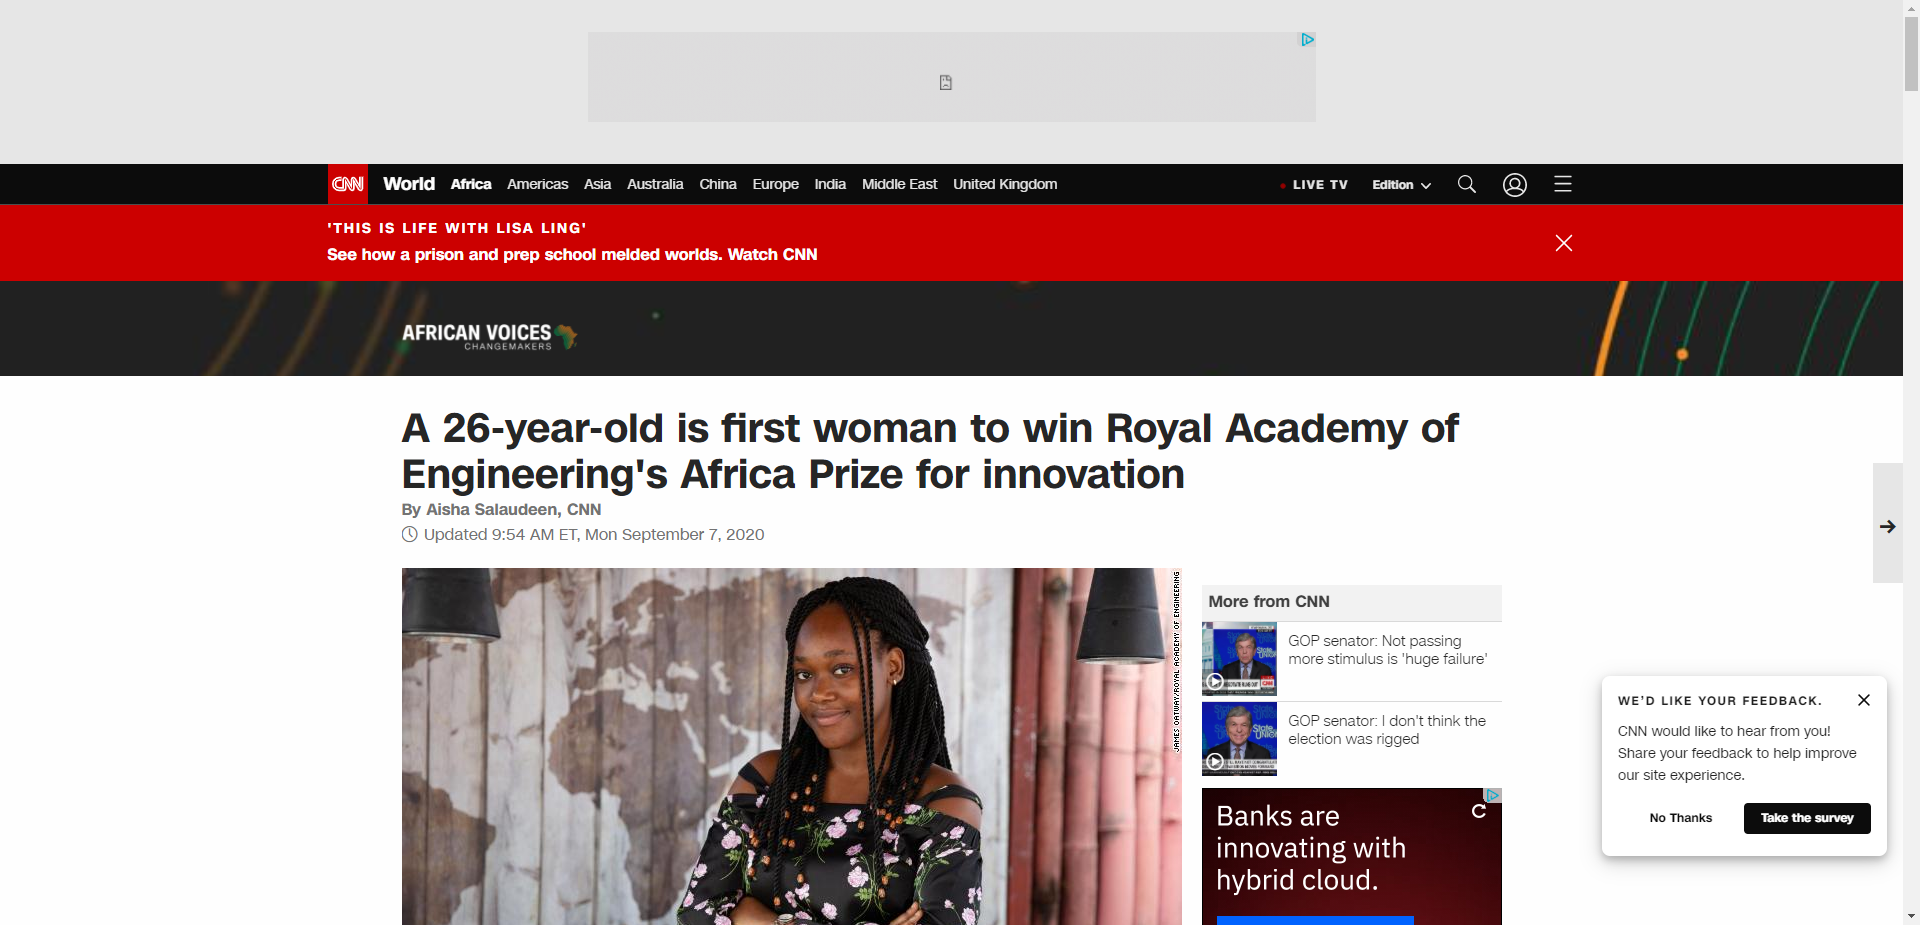 CNN World Africa Americas Asia Australia China Europe India Middle East United Kingdom LIVE TV Edition
'THIS IS LIFE WITH LISA LING'
See how a prison and prep school melded worlds. Watch CNN
AFRICAN VOICES
CHANGEMAKERS
A 26-year-old is first woman to win Royal Academy of
Engineering's Africa Prize for innovation
By Aisha Salaudeen, CNN
Updated 9:54 AM ET, Mon September 7, 2020
JAMES OATWAY/ROYAL ACADEMY OF ENGINEERING
More from CNN
GOP senator: Not passing
more stimulus is 'huge failure'
GOP senator: I don't think the
election was rigged
Banks are
innovating with
hybrid cloud.
WE'D LIKE YOUR FEEDBACK.
CNN would like to hear from you!
Share your feedback to help improve
our site experience.
No Thanks
Take the survey